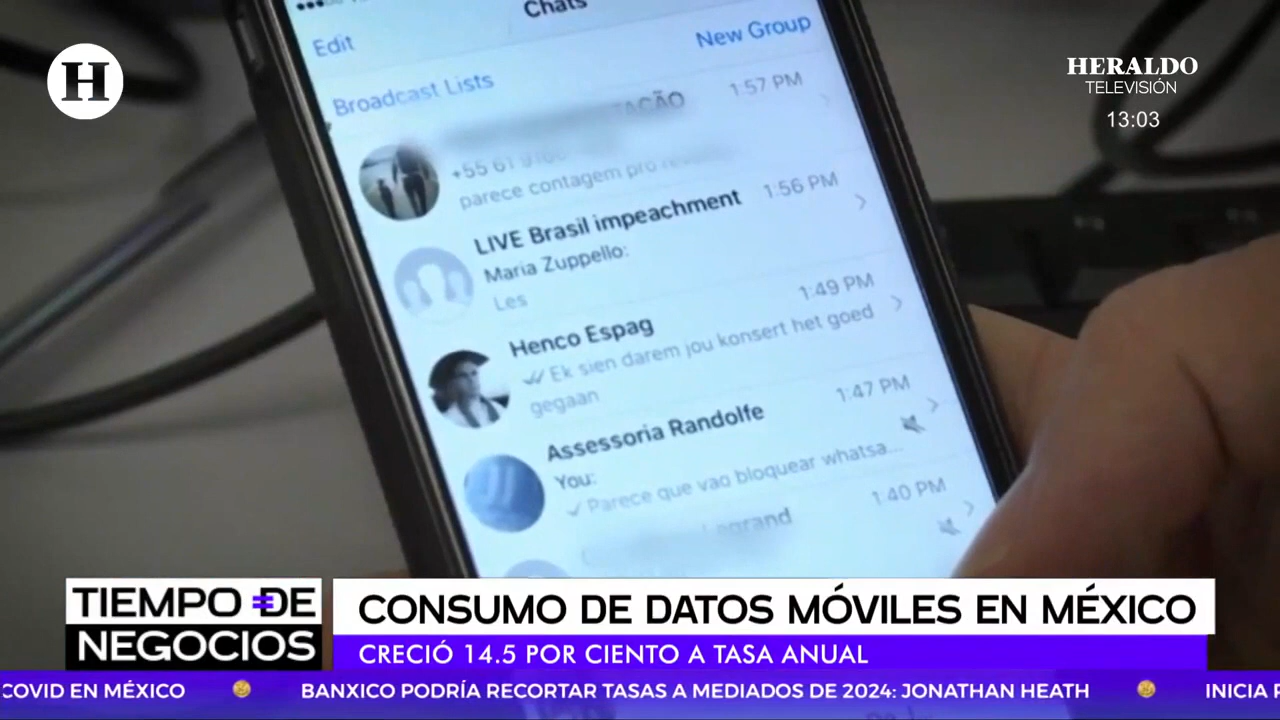 H
HERALDO
TELEVISIÓN
13:03
Chats
Edit
New Group
Broadcast Lists
1:57 PM
+55 61
parece contagem pro
LIVE Brasil impeachment
1:56 PM
Maria Zuppello:
Les
Henco Espag
1:49 PM
Ek sien darem jou konsert het goed
gegaan
Assessoria Randolfe
1:47 PM
You:
Parece que vao bloquear whatsa...
1:40 PM
TIEMPO DE
NEGOCIOS
CONSUMO DE DATOS MÓVILES EN MÉXICO
CRECIÓ 14.5 POR CIENTO A TASA ANUAL
COVID EN MÉXICO BANXICO PODRÍA RECORTAR TASAS A MEDIADOS DE 2024: JONATHAN HEATH INICIA